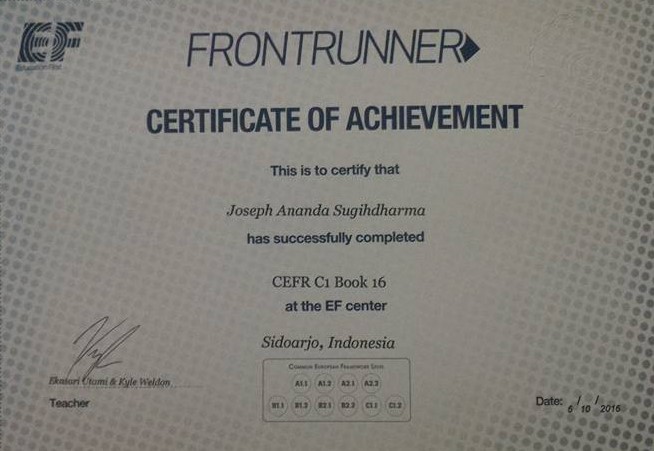 EF
Education First
FRONTRUNNER
CERTIFICATE OF ACHIEVEMENT
This is to certify that
Joseph Ananda Sugihdharma
has successfully completed
CEFR C1 Book 16
at the EF center
Sidoarjo, Indonesia
Ekasari Utami & Kyle Weldon
Teacher
COMMON EUROPEAN FRAMEWORK LEVEL
A1.1 A1.2 A2.1 A2.2
B1.1 B1.2 B2.1 B2.2 C1.1 C1.2
Date: 6/10/2016